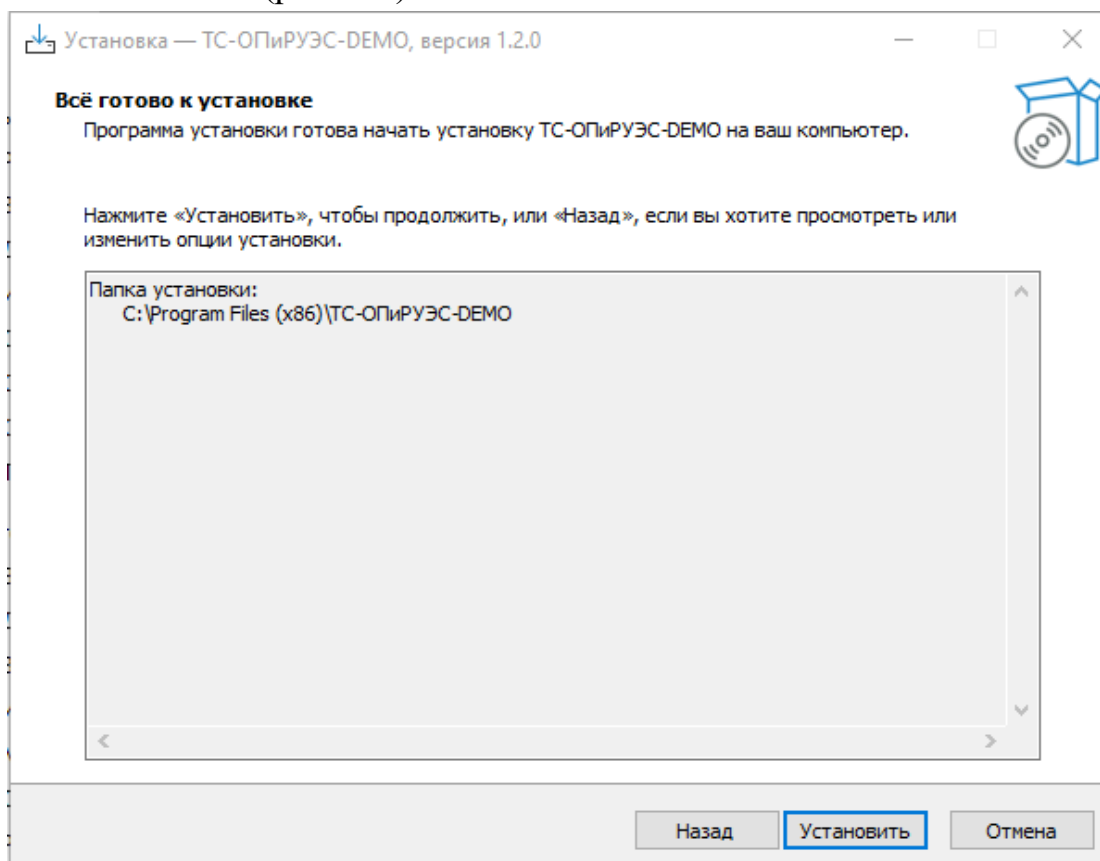 Установка — ТС-ОПиРУЭС-DEMO, версия 1.2.0
Всё готово к установке
Программа установки готова начать установку ТС-ОПиРУЭС-DEMO на ваш компьютер.
Нажмите «Установить», чтобы продолжить, или «Назад», если вы хотите просмотреть или
изменить опции установки.
Папка установки:
C:\Program Files (x86)\ТС-ОПиРУЭС-DEMO
Назад
Установить
Отмена